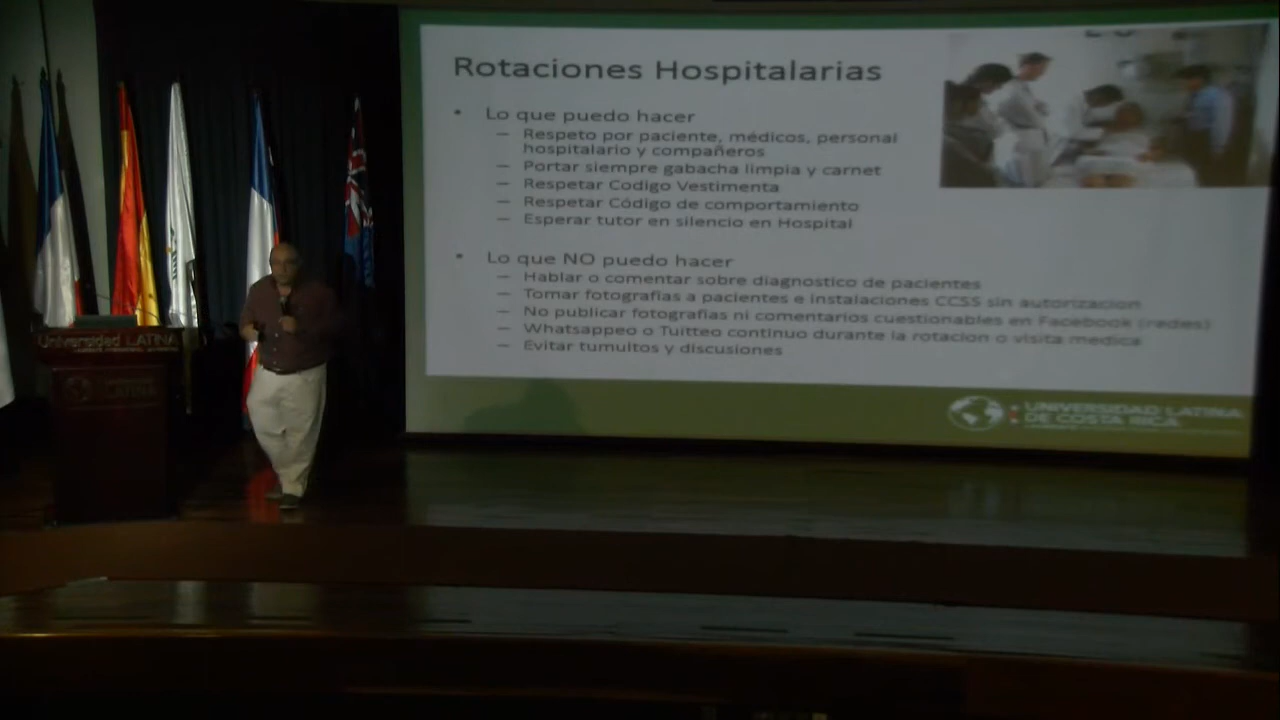 Rotaciones Hospitalarias
• Lo que puedo hacer
– Respeto por paciente, médicos, personal
hospitalario y compañeros
– Portar siempre gabacha limpia y carnet
– Respetar Codigo Vestimenta
– Respetar Código de comportamiento
– Esperar tutor en silencio en Hospital
• Lo que NO puedo hacer
– Hablar o comentar sobre diagnostico de pacientes
– Tomar fotografias a pacientes e instalaciones CCSS sin autorizacion
– No publicar fotografias ni comentarios cuestionables en Facebook (redes)
– Whatsappeo o Tuitteo continuo durante la rotacion o visita medica
– Evitar tumultos y discusiones
UNIVERSIDAD LATINA
DE COSTA RICA
Universidad LATINA
LATINA